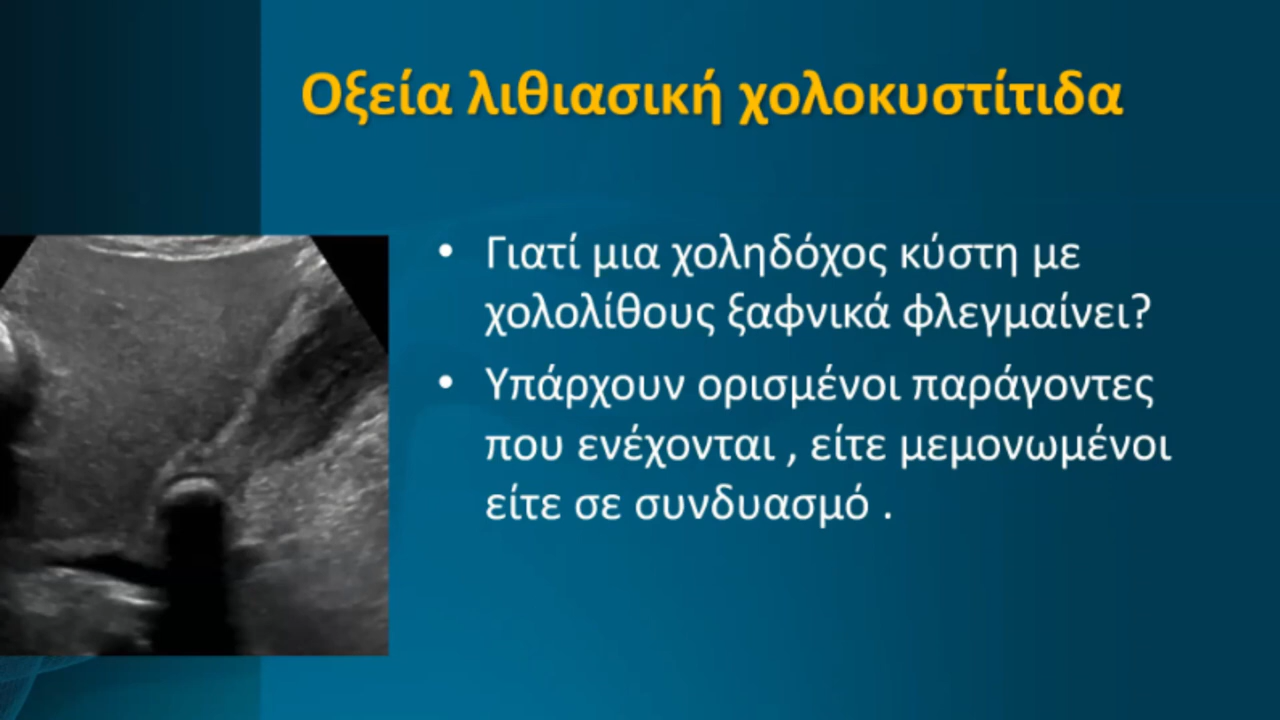 Οξεία λιθιασική χολοκυστίτιδα
• Γιατί μια χοληδόχος κύστη με
χολολίθους ξαφνικά φλεγμαίνει?
• Υπάρχουν ορισμένοι παράγοντες
που ενέχονται , είτε μεμονωμένοι
είτε σε συνδυασμό .